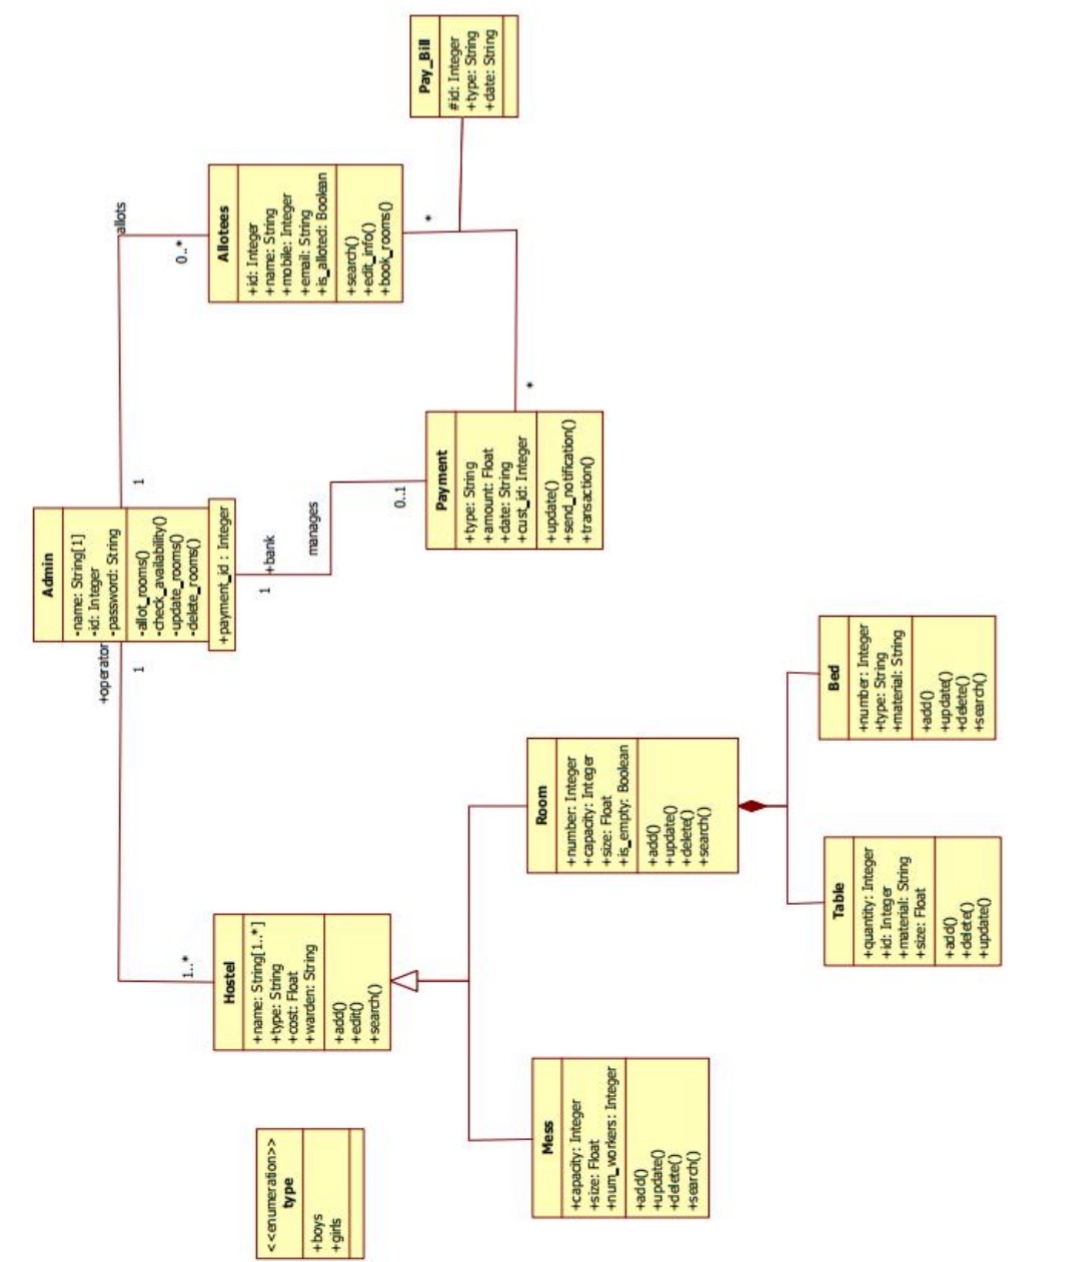 <<enumeration>>
type
+boys
+girls
Hostel
+name: String[1..*]
+type: String
+cost: Float
+warden: String
+add()
+edit()
+search()
1..*
Mess
+capacity: Integer
+size: Float
+num_workers: Integer
+add()
+update()
+delete()
+search()
Room
+number: Integer
+capacity: Integer
+size: Float
+is_empty: Boolean
+add()
+update()
+delete()
+search()
Table
+quantity: Integer
+id: Integer
+material: String
+size: Float
+add()
+delete()
+update()
Bed
+number: Integer
+type: String
+material: String
+add()
+update()
+delete()
+search()
+operator
1
Admin
-name: String[1]
-id: Integer
-password: String
-allot_rooms()
-check_availability()
-update_rooms()
-delete_rooms()
+payment_id : Integer
1
+bank
manages
0..1
1
allots
0..*
Payment
+type: String
+amount: Float
+date: String
+cust_id: Integer
+update()
+send_notification()
+transaction()
*
Allotees
+id: Integer
+name: String
+mobile: Integer
+email: String
+is_alloted: Boolean
+search()
+edit_info()
+book_rooms()
*
Pay_Bill
#id: Integer
+type: String
+date: String